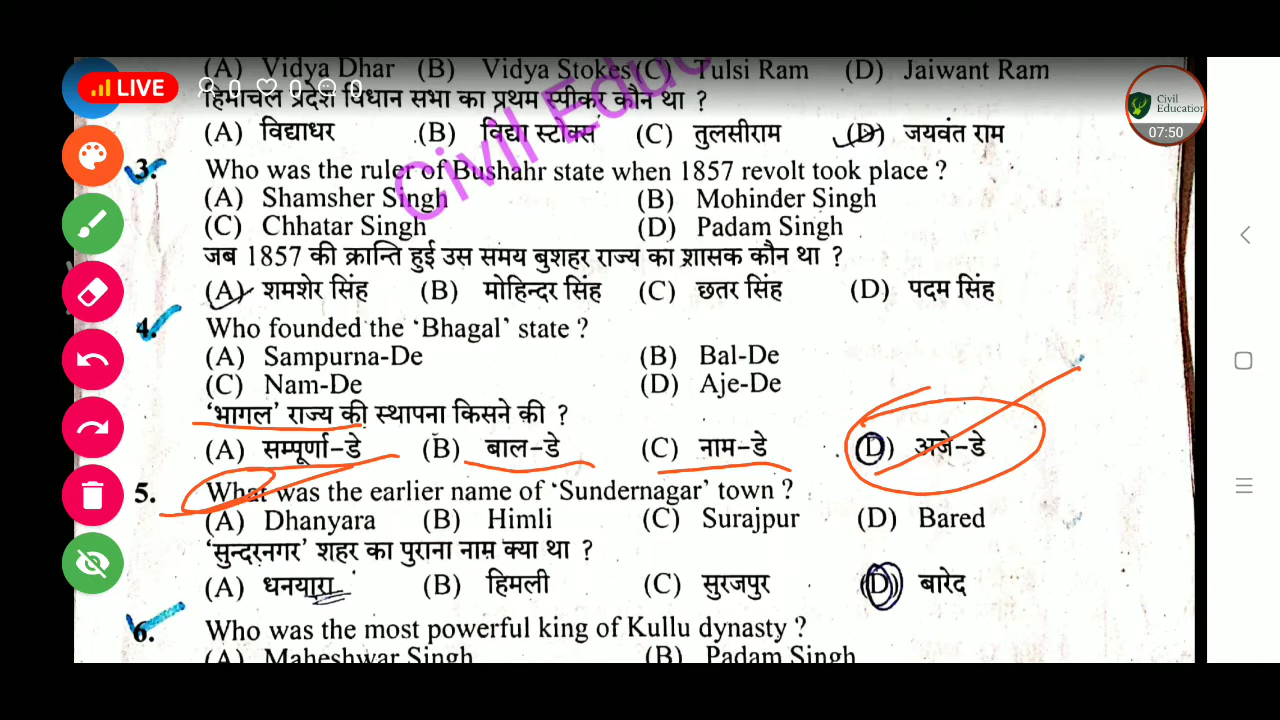 (A) Vidya Dhar (B) Vidya Stokes (C) Tulsi Ram (D) Jaiwant Ram
LIVE 0 0 0
हिमाचल प्रदेश विधान सभा का प्रथम स्पीकर कौन था ?
Civil Education
07:50
(A) विद्याधर (B) विद्या स्टोक्स (C) तुलसीराम (D) जयवंत राम
3. Who was the ruler of Bushahr state when 1857 revolt took place ?
(A) Shamsher Singh (B) Mohinder Singh
(C) Chhatar Singh (D) Padam Singh
Civil Educ
जब 1857 की क्रान्ति हुई उस समय बुशहर राज्य का शासक कौन था ?
(A) शमशेर सिंह (B) मोहिन्दर सिंह (C) छतर सिंह (D) पदम सिंह
4. Who founded the ‘Bhagal’ state ?
(A) Sampurna-De (B) Bal-De
(C) Nam-De (D) Aje-De
‘भागल’ राज्य की स्थापना किसने की ?
(A) सम्पूर्णा-डे (B) बाल-डे (C) नाम-डे (D) अजे-डे
5. What was the earlier name of ‘Sundernagar’ town ?
(A) Dhanyara (B) Himli (C) Surajpur (D) Bared
‘सुन्दरनगर’ शहर का पुराना नाम क्या था ?
(A) धनयारा (B) हिमली (C) सुरजपुर (D) बारेद
6. Who was the most powerful king of Kullu dynasty ?
(A) Maheshwar Singh (B) Padam Singh